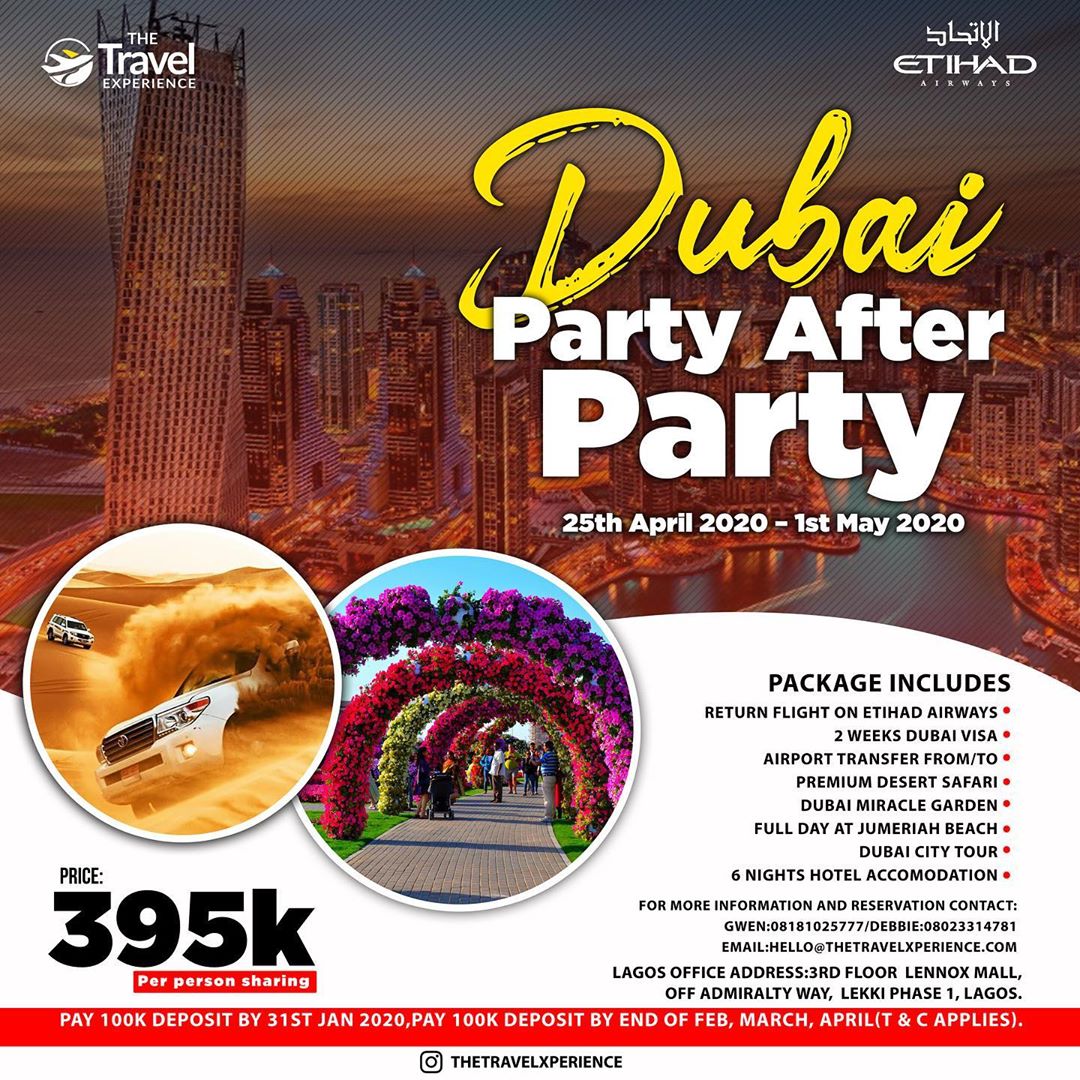 THE
Travel
EXPERIENCE
الإتحاد
ETIHAD
AIRWAYS
Dubai
Party After
Party
25th April 2020 – 1st May 2020
PACKAGE INCLUDES
RETURN FLIGHT ON ETIHAD AIRWAYS •
2 WEEKS DUBAI VISA •
AIRPORT TRANSFER FROM/TO •
PREMIUM DESERT SAFARI •
DUBAI MIRACLE GARDEN •
FULL DAY AT JUMERIAH BEACH •
DUBAI CITY TOUR •
6 NIGHTS HOTEL ACCOMODATION •
PRICE:
395k
Per person sharing
FOR MORE INFORMATION AND RESERVATION CONTACT:
GWEN:08181025777/DEBBIE:08023314781
EMAIL:HELLO@THETRAVELXPERIENCE.COM
LAGOS OFFICE ADDRESS:3RD FLOOR LENNOX MALL,
OFF ADMIRALTY WAY, LEKKI PHASE 1, LAGOS.
PAY 100K DEPOSIT BY 31ST JAN 2020,PAY 100K DEPOSIT BY END OF FEB, MARCH, APRIL(T & C APPLIES).
THETRAVELXPERIENCE